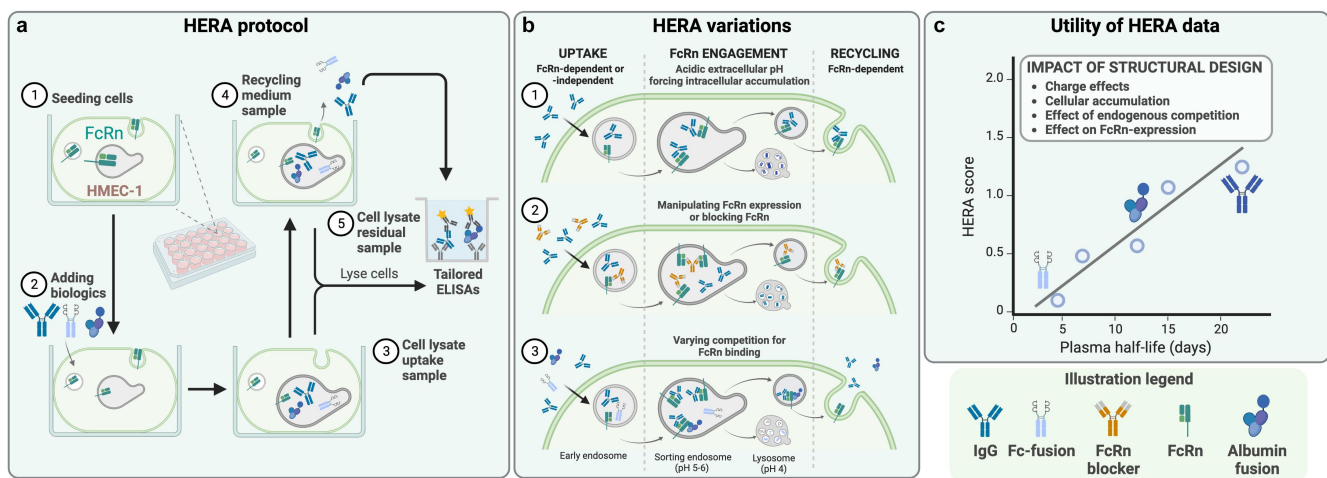 a
HERA protocol
1
Seeding cells
FcRn
HMEC-1
2
Adding
biologics
3
Cell lysate
uptake
sample
4
Recycling
medium
sample
5
Cell lysate
residual
sample
Lyse cells
Tailored
ELISAs
b
HERA variations
UPTAKE
FcRn-dependent or
-independent
FcRn ENGAGEMENT
Acidic extracellular pH
forcing intracellular accumulation
RECYCLING
FcRn-dependent
1
2
Manipulating FcRn expression
or blocking FcRn
3
Varying competition for
FcRn binding
Early endosome
Sorting endosome
(pH 5-6)
Lysosome
(pH 4)
c
Utility of HERA data
IMPACT OF STRUCTURAL DESIGN
• Charge effects
• Cellular accumulation
• Effect of endogenous competition
• Effect on FcRn-expression
HERA score
2.0
1.5
1.0
0.5
0
0
5
10
15
20
Plasma half-life (days)
Illustration legend
IgG
Fc-fusion
FcRn
blocker
FcRn
Albumin
fusion